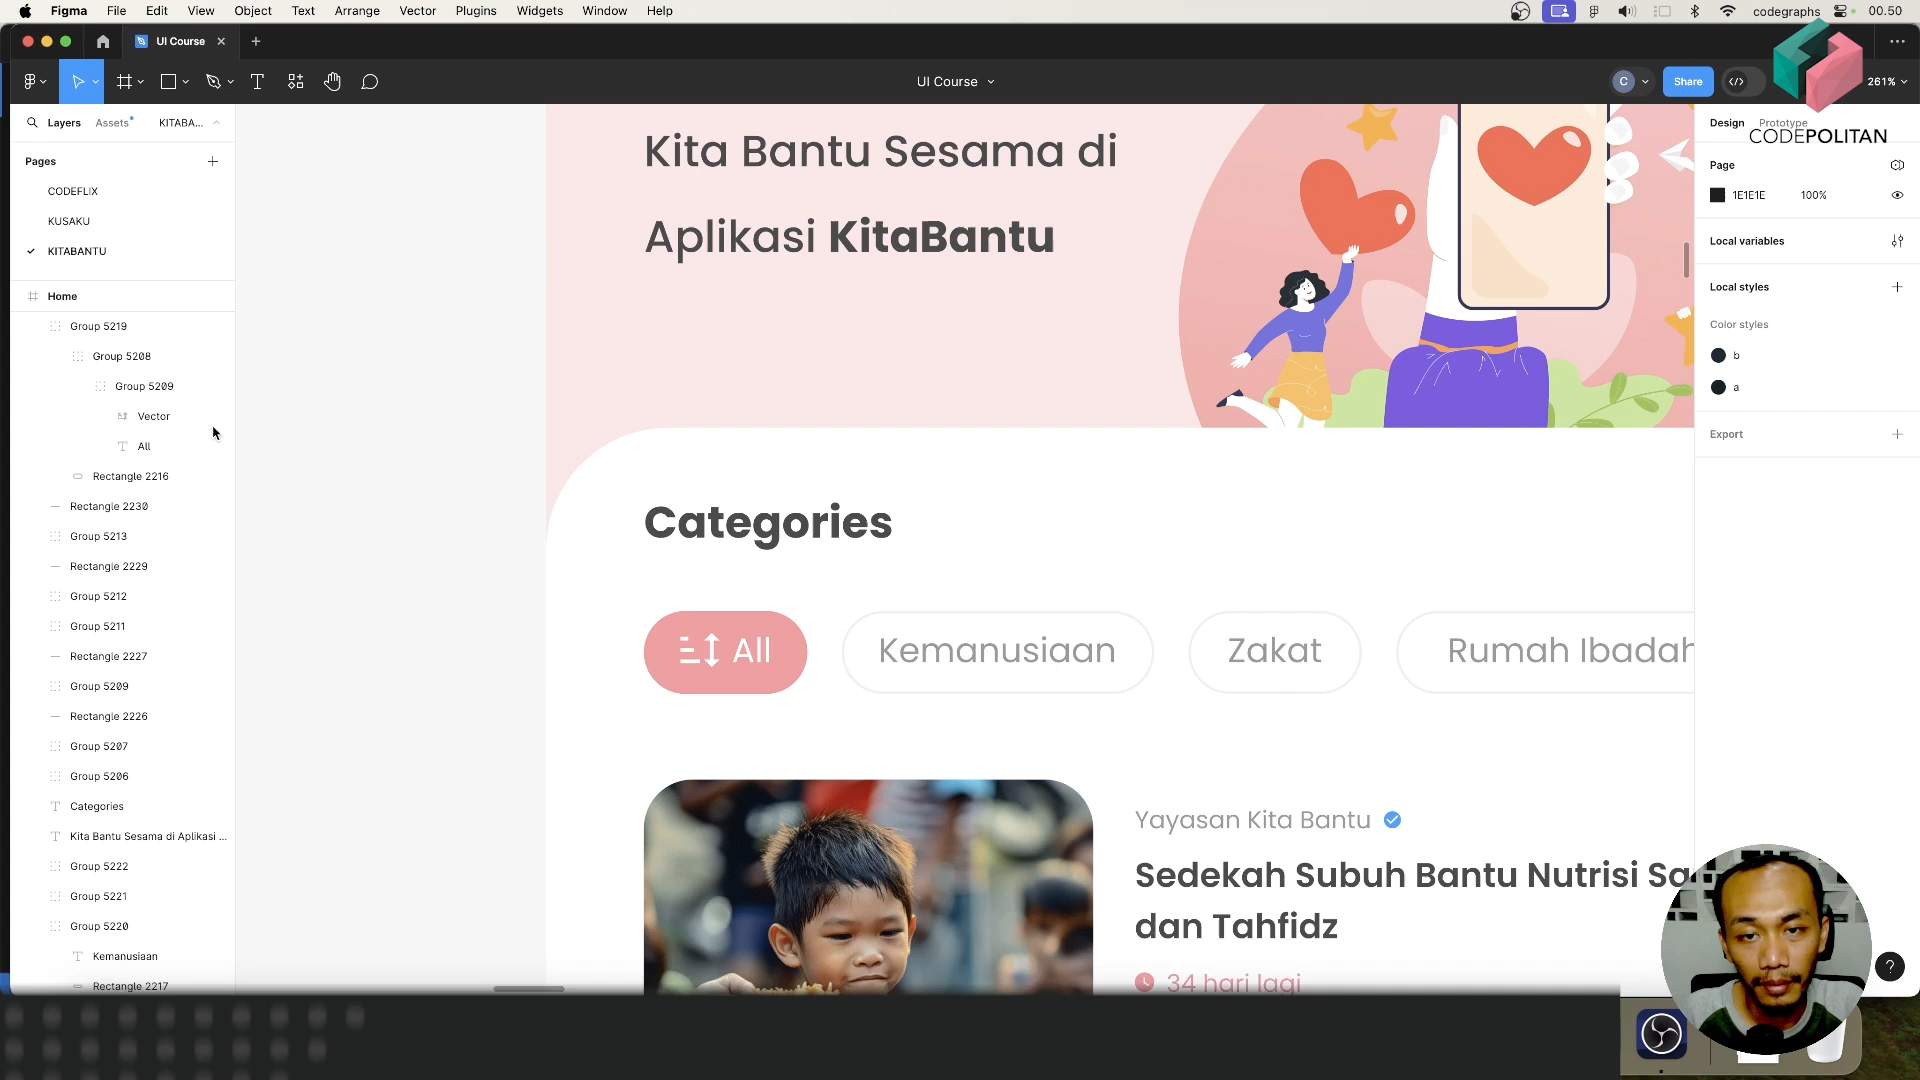 Figma File Edit View Object Text Arrange Vector Plugins Widgets Window Help
codegraphs 00.50
UI Course
UI Course
C
Share
261%
Layers Assets KITABA...
Pages
CODEFLIX
KUSAKU
KITABANTU
Home
Group 5219
Group 5208
Group 5209
Vector
All
Rectangle 2216
Rectangle 2230
Group 5213
Rectangle 2229
Group 5212
Group 5211
Rectangle 2227
Group 5209
Rectangle 2226
Group 5207
Group 5206
Categories
Kita Bantu Sesama di Aplikasi ...
Group 5222
Group 5221
Group 5220
Kemanusiaan
Rectangle 2217
Kita Bantu Sesama di
Aplikasi KitaBantu
Categories
All
Kemanusiaan
Zakat
Rumah Ibadah
Yayasan Kita Bantu
Sedekah Subuh Bantu Nutrisi Sa
dan Tahfidz
34 hari lagi
Design Prototype
CODEPOLITAN
Page
1E1E1E 100%
Local variables
Local styles
Color styles
b
a
Export
?